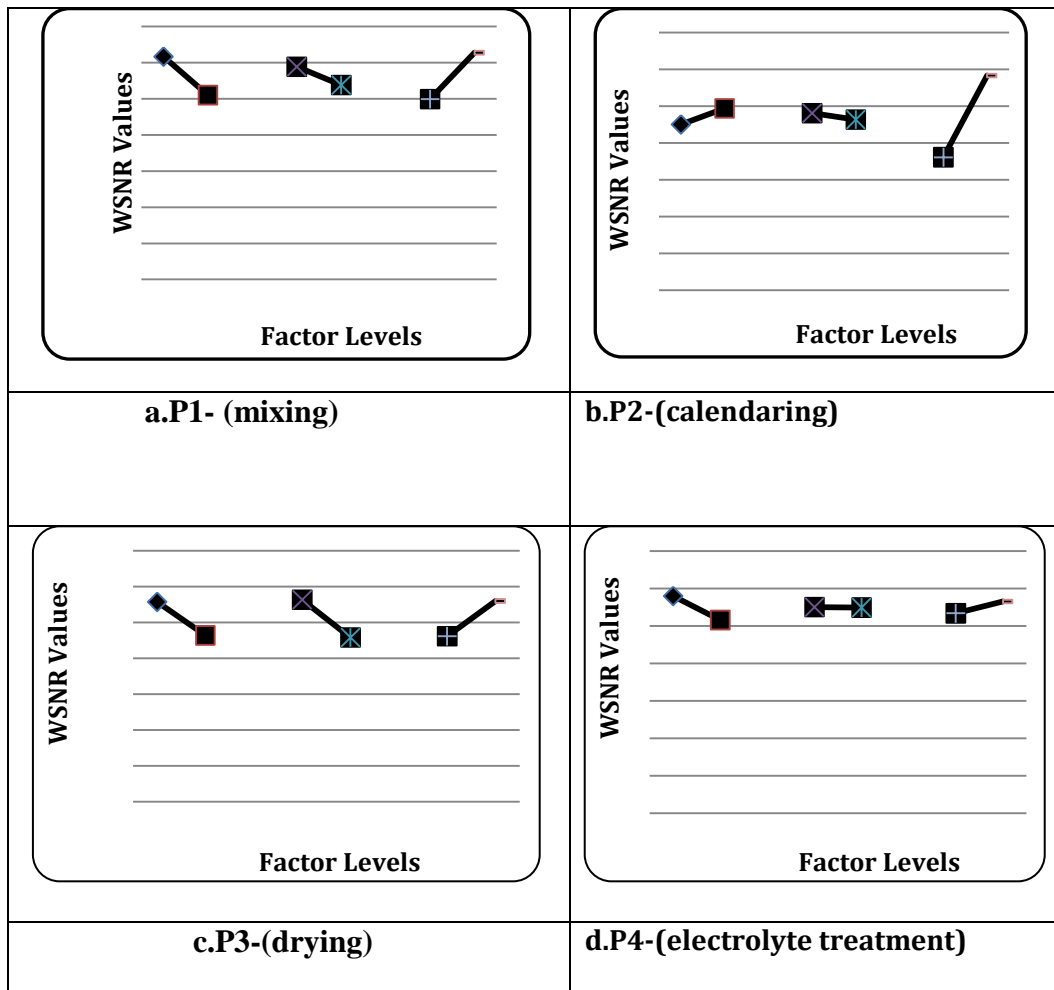 WSNR Values
Factor Levels
WSNR Values
Factor Levels
a.P1- (mixing)
b.P2-(calendaring)
WSNR Values
Factor Levels
WSNR Values
Factor Levels
c.P3-(drying)
d.P4-(electrolyte treatment)